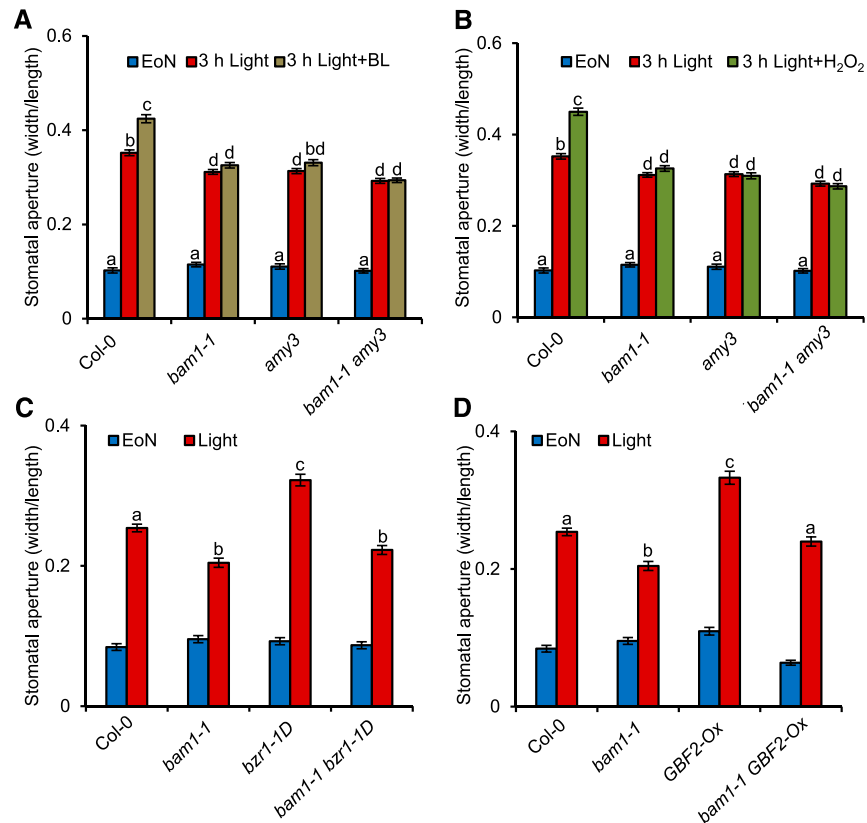 A
EoN 3 h Light 3 h Light+BL
Stomatal aperture (width/length)
0.6
0.4
0.2
0
a b c
a d d
a d bd
a d d
Col-0
bam1-1
amy3
bam1-1 amy3
B
EoN 3 h Light 3 h Light+H₂O₂
Stomatal aperture (width/length)
0.6
0.4
0.2
0
a b c
a d d
a d d
a d d
Col-0
bam1-1
amy3
bam1-1 amy3
C
EoN Light
Stomatal aperture (width/length)
0.4
0.2
0
a
b
c
b
Col-0
bam1-1
bzr1-1D
bam1-1 bzr1-1D
D
EoN Light
Stomatal aperture (width/length)
0.4
0.2
0
a
b
c
a
Col-0
bam1-1
GBF2-Ox
bam1-1 GBF2-Ox